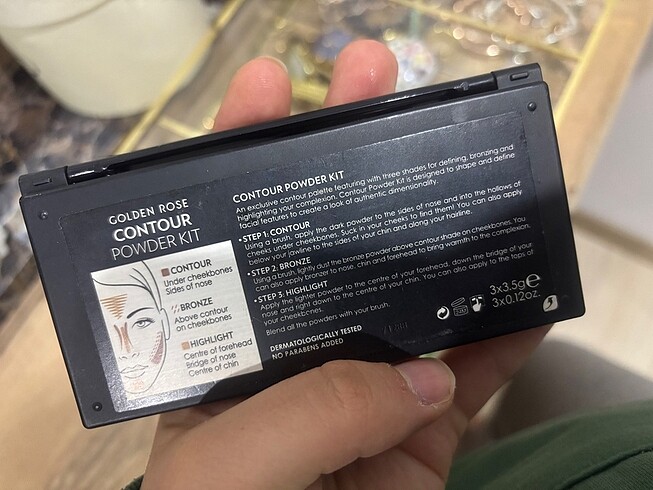 GOLDEN ROSE
CONTOUR
POWDER KIT
CONTOUR
Under cheekbones
Sides of nose
BRONZE
Above contour
on cheekbones
HIGHLIGHT
Centre of forehead
Bridge of nose
Centre of chin
CONTOUR POWDER KIT
An exclusive contour palette featuring with three shades for defining, bronzing and
highlighting your complexion. Contour Powder Kit is designed to shape and define
facial features to create a look of authentic dimensionality.
•STEP 1: CONTOUR
Using a brush, apply the dark powder to the sides of nose and into the hollows of
cheeks under cheekbones. Suck in your cheeks to find them! You can also apply
below your jawline to the sides of your chin and along your hairline.
•STEP 2: BRONZE
Using a brush, lightly dust the bronze powder above contour shade on cheekbones. You
can also apply bronzer to nose, chin and forehead to bring warmth to the complexion.
•STEP 3: HIGHLIGHT
Apply the lighter powder to the centre of your forehead, down the bridge of your
nose and right down to the centre of your chin. You can also apply to the tops of
your cheekbones.
Blend all the powders with your brush.
DERMATOLOGICALLY TESTED
NO PARABENS ADDED
3x3.5g e
3x0.12oz.